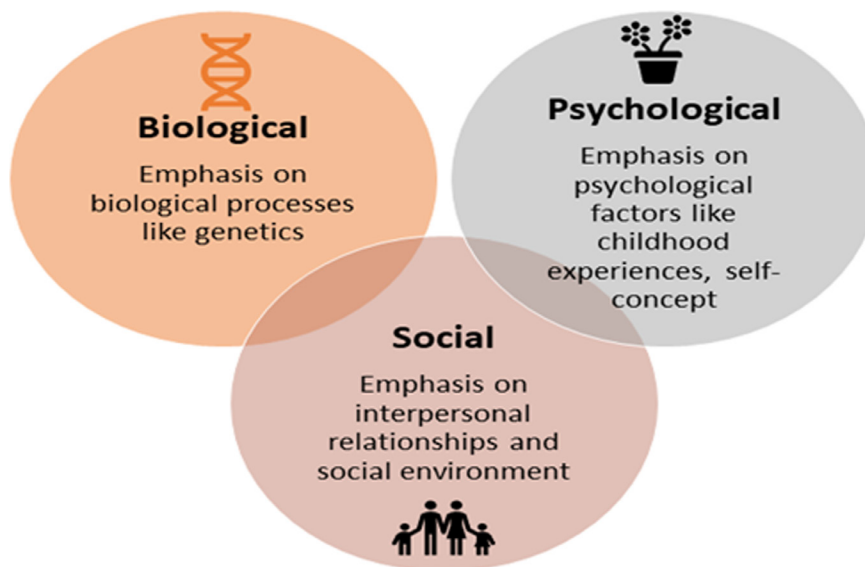 Biological
Emphasis on
biological processes
like genetics
Psychological
Emphasis on
psychological
factors like
childhood
experiences, self-
concept
Social
Emphasis on
interpersonal
relationships and
social environment